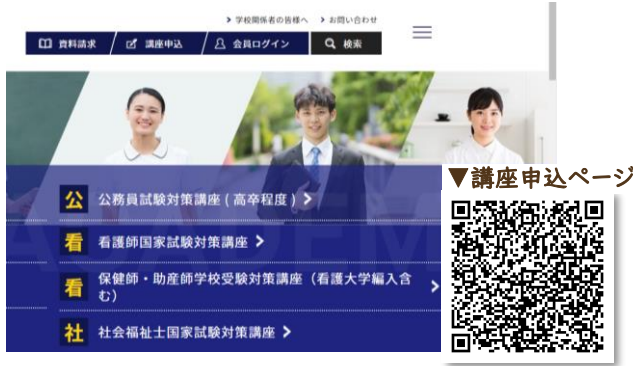 学校関係者の皆様へ お問い合わせ
資料請求 講座申込 会員ログイン 検索
公 公務員試験対策講座 ( 高卒程度 )
看 看護師国家試験対策講座
看 保健師・助産師学校受験対策講座（看護大学編入含
む）
社 社会福祉士国家試験対策講座
▼講座申込ページ